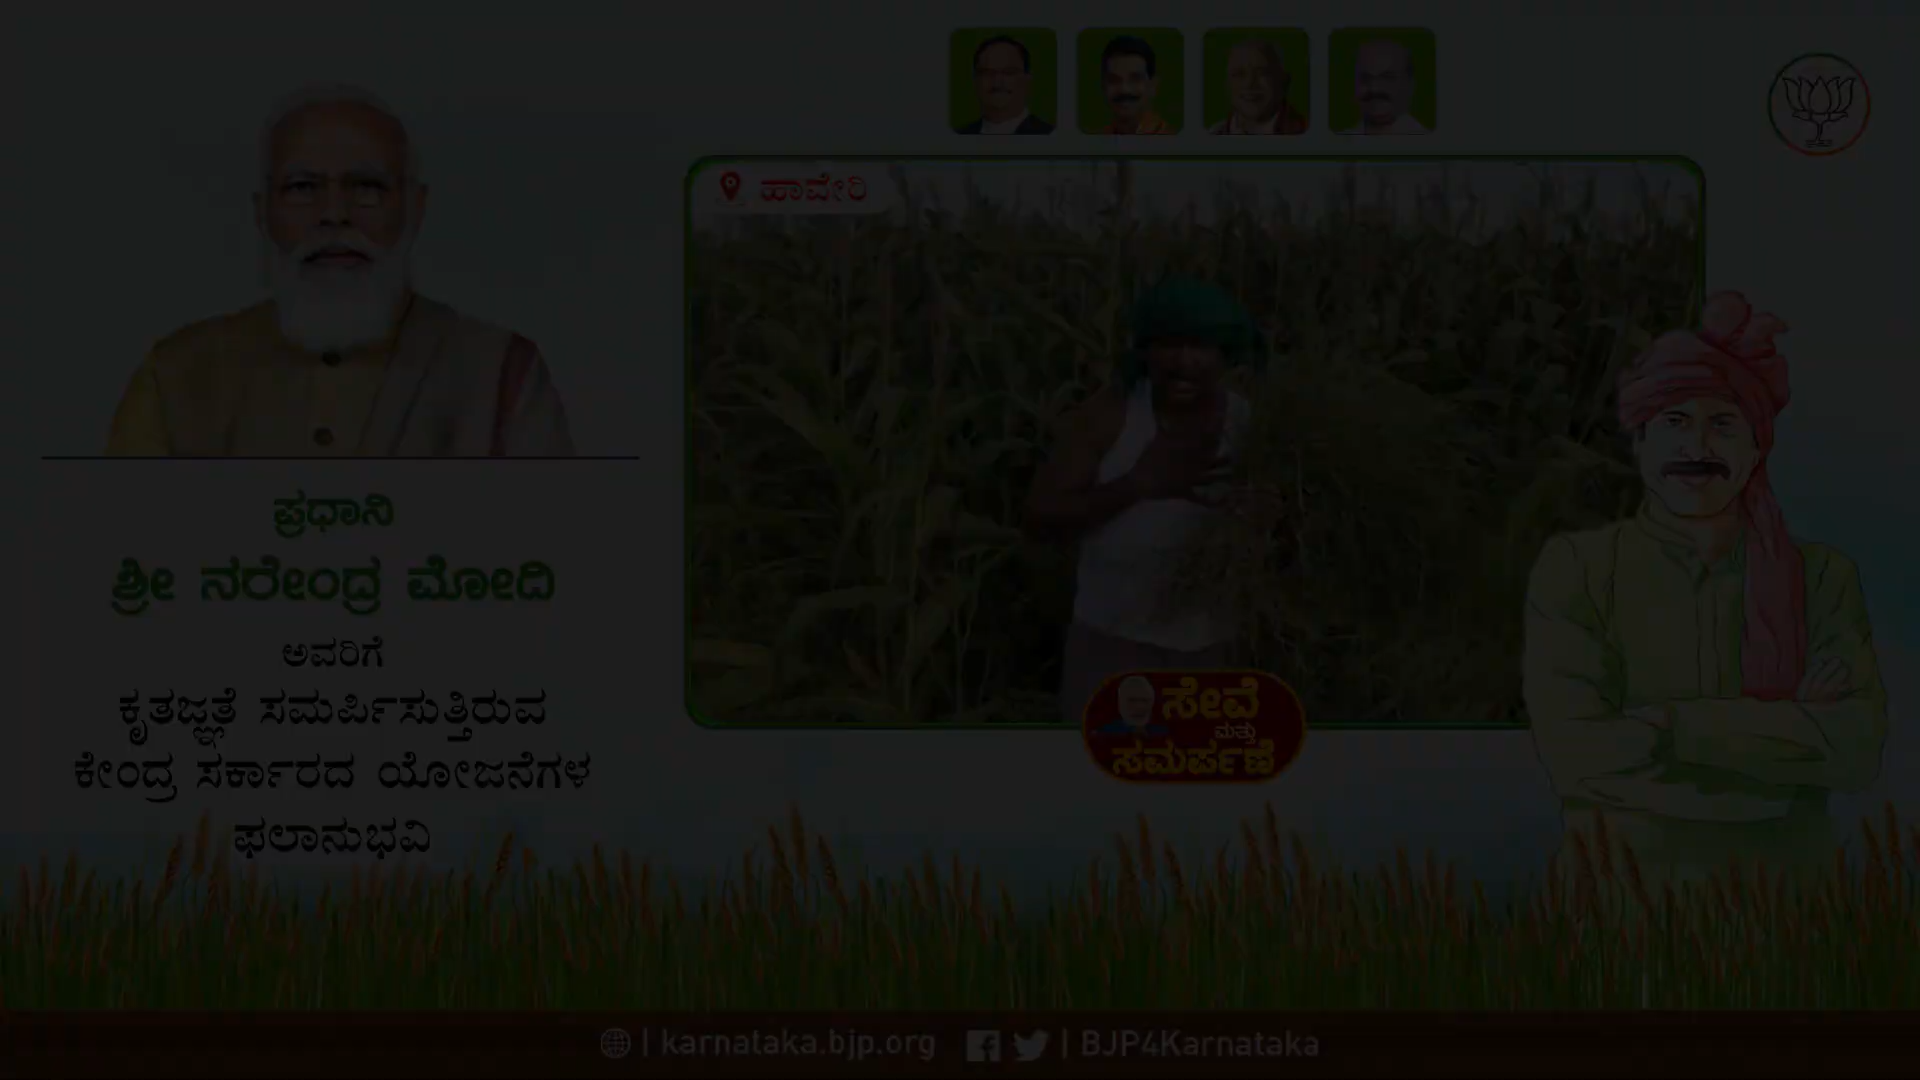 ಹಾವೇರಿ
ಪ್ರಧಾನಿ
ಶ್ರೀ ನರೇಂದ್ರ ಮೋದಿ
ಅವರಿಗೆ
ಕೃತಜ್ಞತೆ ಸಮರ್ಪಿಸುತ್ತಿರುವ
ಕೇಂದ್ರ ಸರ್ಕಾರದ ಯೋಜನೆಗಳ
ಫಲಾನುಭವಿ
ಸೇವೆ
ಮತ್ತು
ಸಮರ್ಪಣೆ
| karnataka.bjp.org | BJP4Karnataka